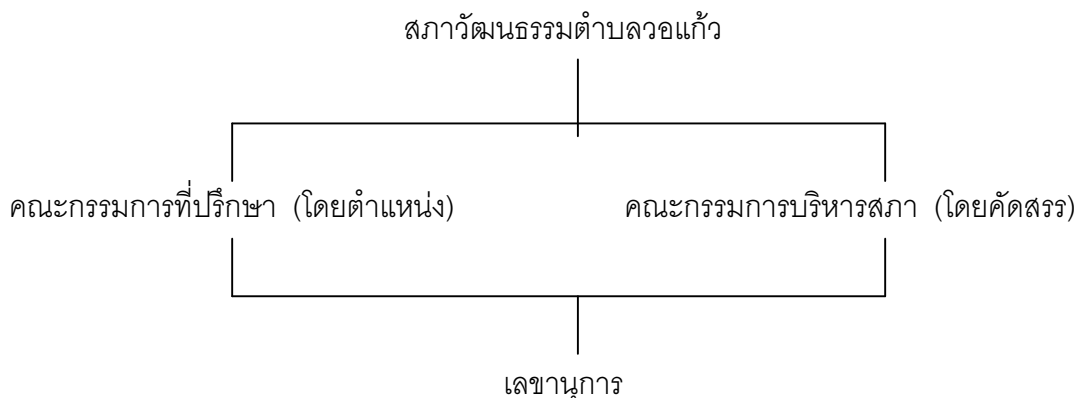 สภาวัฒนธรรมตำบลวอแก้ว
คณะกรรมการที่ปรึกษา (โดยตำแหน่ง)
คณะกรรมการบริหารสภา (โดยคัดสรร)
เลขานุการ